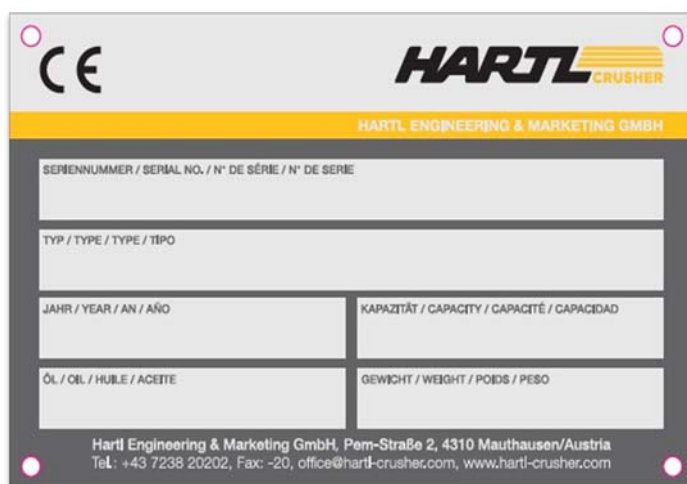 CE
HARTL
CRUSHER
HARTL ENGINEERING & MARKETING GMBH
SERIENNUMMER / SERIAL NO. / N° DE SÉRIE / N° DE SERIE
TYP / TYPE / TYPE / TIPO
JAHR / YEAR / AN / AÑO
KAPAZITÄT / CAPACITY / CAPACITÉ / CAPACIDAD
ÖL / OIL / HUILE / ACEITE
GEWICHT / WEIGHT / POIDS / PESO
Hartl Engineering & Marketing GmbH, Pem-Straße 2, 4310 Mauthausen/Austria
Tel.: +43 7238 20202, Fax: -20, office@hartl-crusher.com, www.hartl-crusher.com